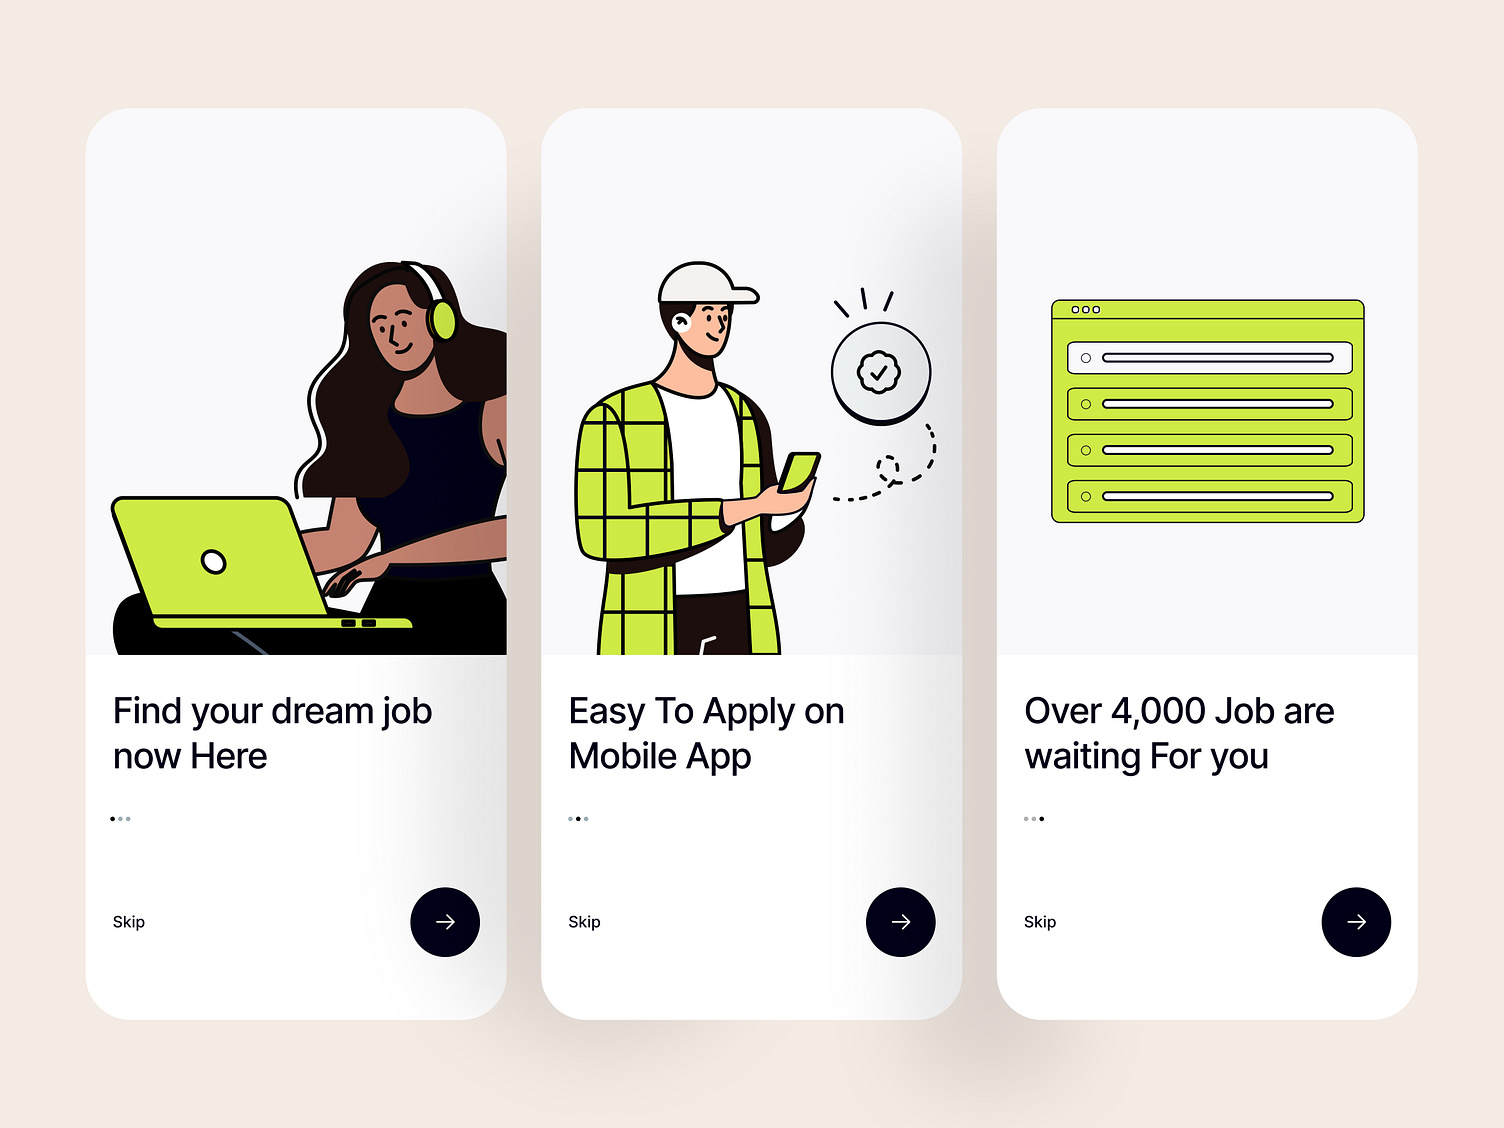 Find your dream job
now Here
Skip
Easy To Apply on
Mobile App
Skip
Over 4,000 Job are
waiting For you
Skip